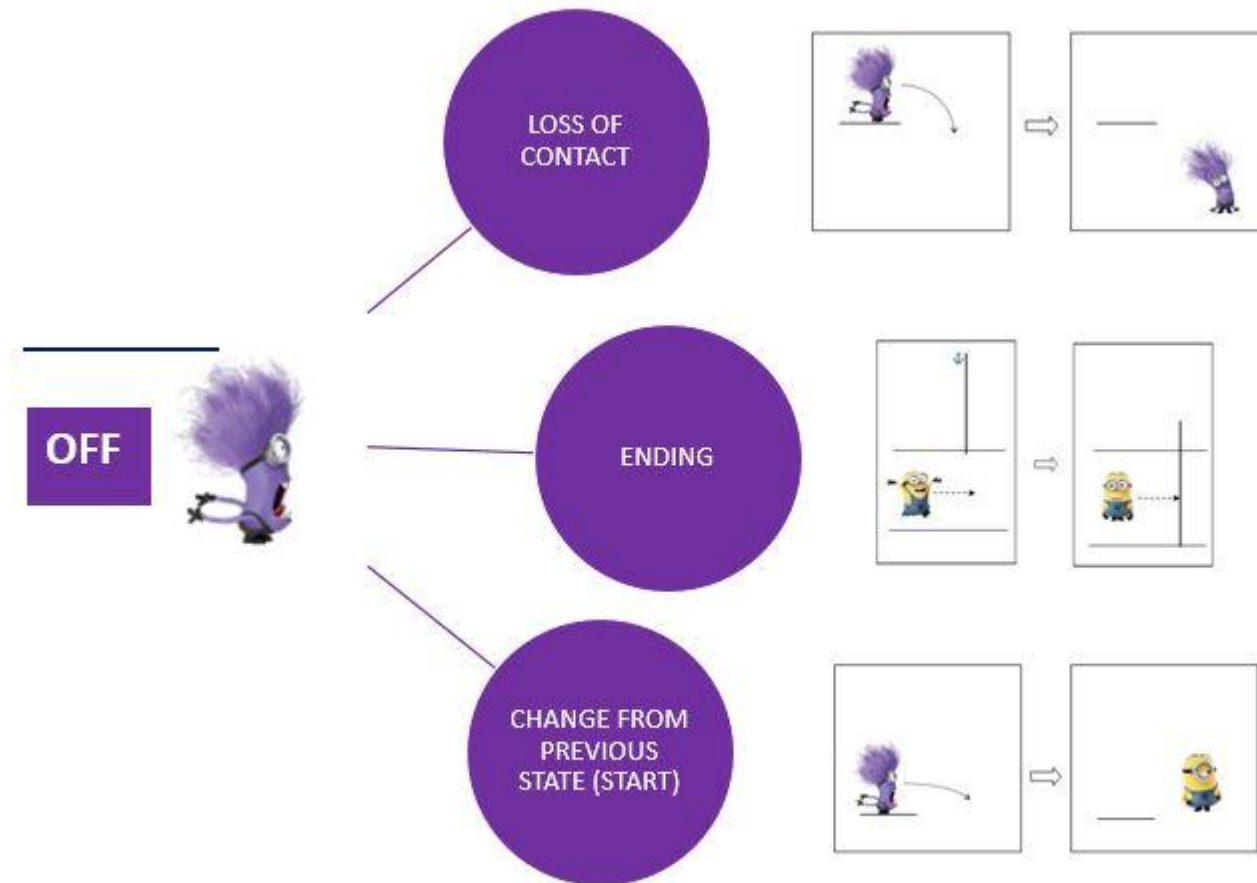 LOSS OF
CONTACT
OFF
ENDING
CHANGE FROM
PREVIOUS
STATE (START)